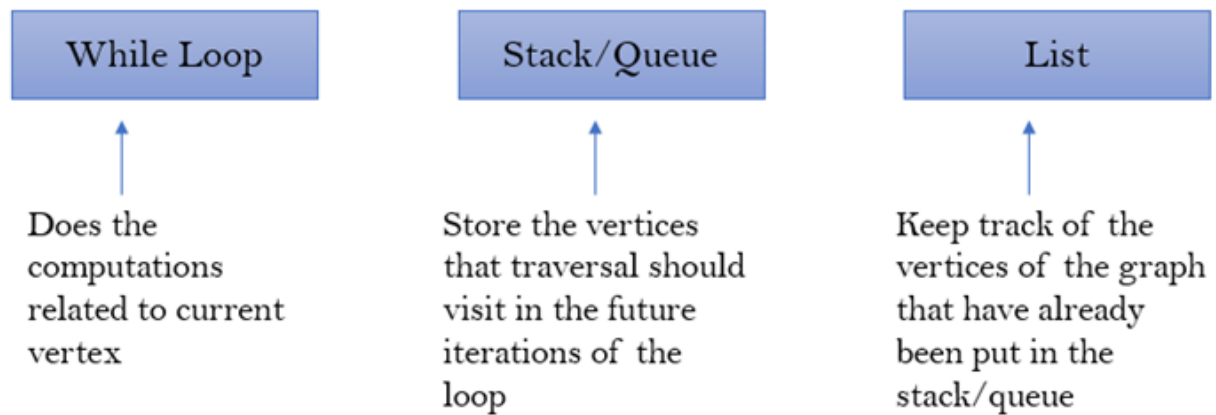 While Loop
Stack/Queue
List
Does the
computations
related to current
vertex
Store the vertices
that traversal should
visit in the future
iterations of the
loop
Keep track of the
vertices of the graph
that have already
been put in the
stack/queue